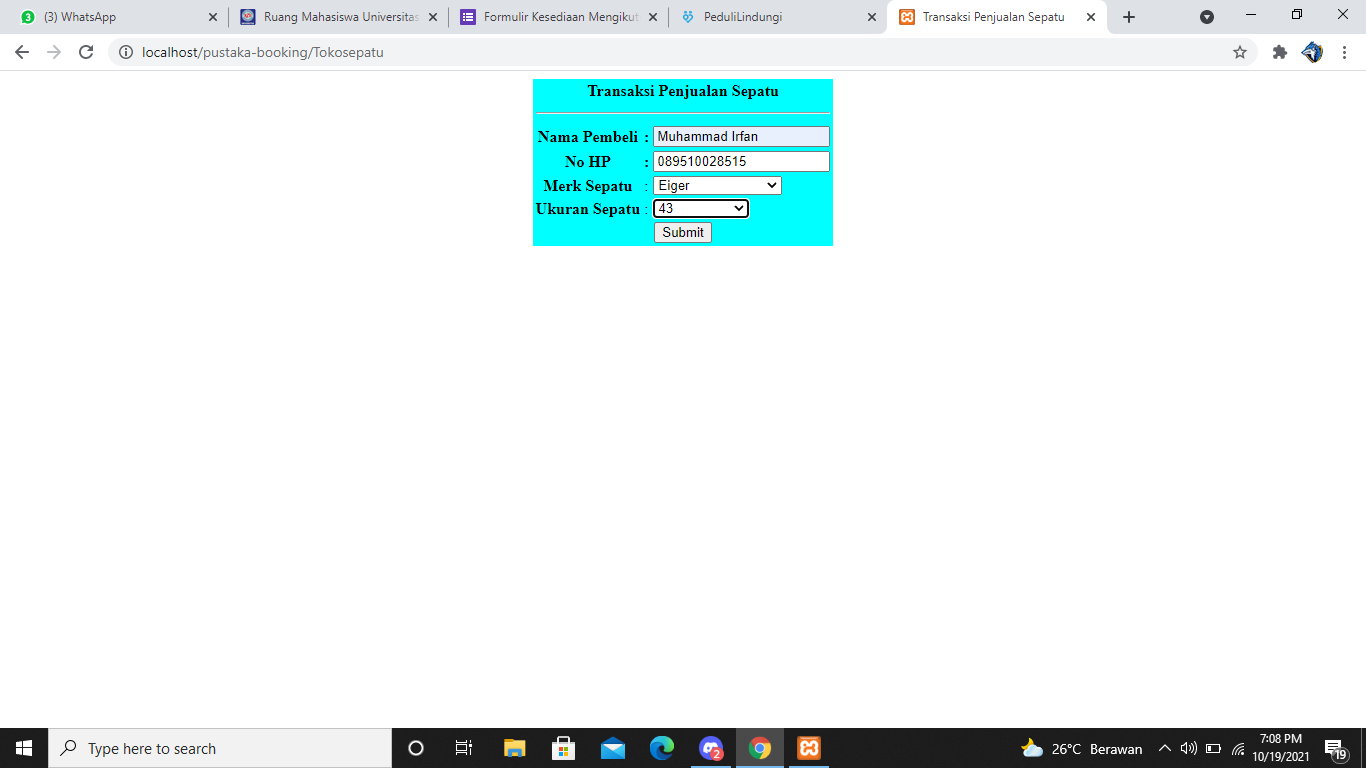 3 (3) WhatsApp
Ruang Mahasiswa Universitas
Formulir Kesediaan Mengikut
PeduliLindungi
Transaksi Penjualan Sepatu
localhost/pustaka-booking/Tokosepatu
Transaksi Penjualan Sepatu
Nama Pembeli : Muhammad Irfan
No HP : 089510028515
Merk Sepatu : Eiger
Ukuran Sepatu : 43
Submit
Type here to search
2
26°C Berawan
7:08 PM
10/19/2021
19